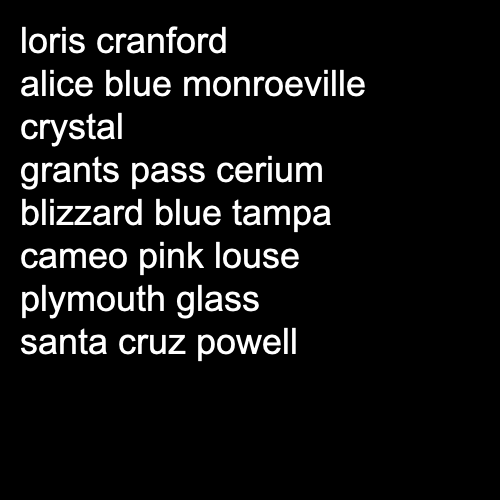 loris cranford
alice blue monroeville
crystal
grants pass cerium
blizzard blue tampa
cameo pink louse
plymouth glass
santa cruz powell